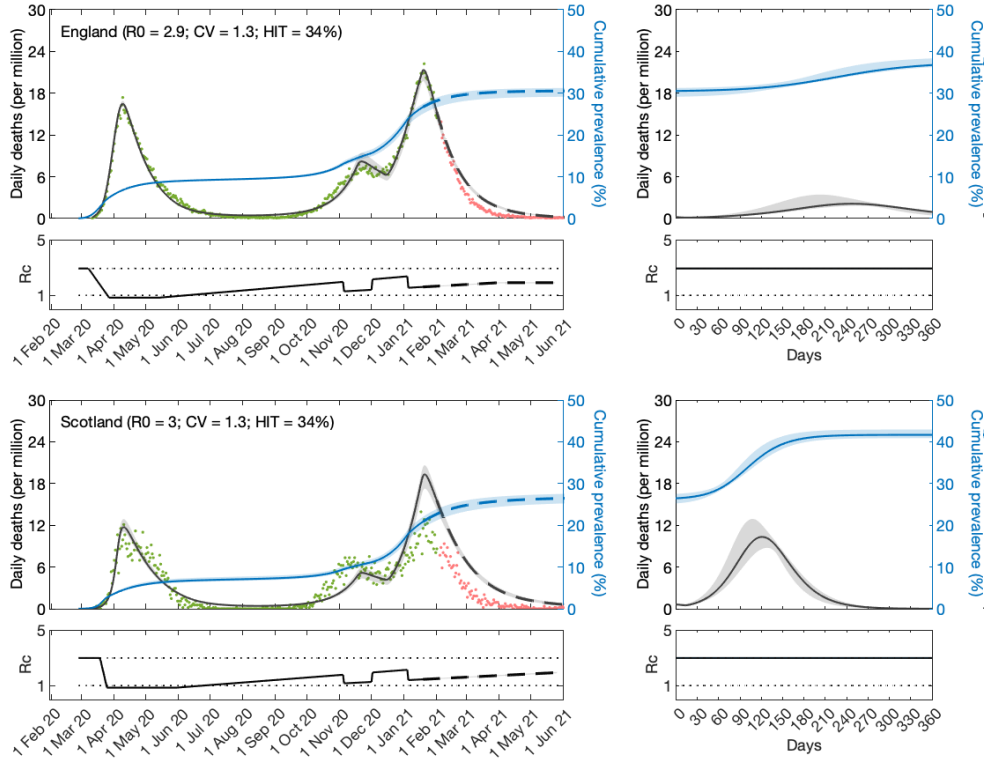 England (R0 = 2.9; CV = 1.3; HIT = 34%)
Daily deaths (per million)
30
24
18
12
6
0
50
40
30
20
10
0
Cumulative prevalence (%)
Rc
5
1
1 Feb 20
1 Mar 20
1 Apr 20
1 May 20
1 Jun 20
1 Jul 20
1 Aug 20
1 Sep 20
1 Oct 20
1 Nov 20
1 Dec 20
1 Jan 21
1 Feb 21
1 Mar 21
1 Apr 21
1 May 21
1 Jun 21
Daily deaths (per million)
30
24
18
12
6
0
50
40
30
20
10
0
Cumulative prevalence (%)
Rc
5
1
0
30
60
90
120
150
180
210
240
270
300
330
360
Days
Scotland (R0 = 3; CV = 1.3; HIT = 34%)
Daily deaths (per million)
30
24
18
12
6
0
50
40
30
20
10
0
Cumulative prevalence (%)
Rc
5
1
1 Feb 20
1 Mar 20
1 Apr 20
1 May 20
1 Jun 20
1 Jul 20
1 Aug 20
1 Sep 20
1 Oct 20
1 Nov 20
1 Dec 20
1 Jan 21
1 Feb 21
1 Mar 21
1 Apr 21
1 May 21
1 Jun 21
Daily deaths (per million)
30
24
18
12
6
0
50
40
30
20
10
0
Cumulative prevalence (%)
Rc
5
1
0
30
60
90
120
150
180
210
240
270
300
330
360
Days